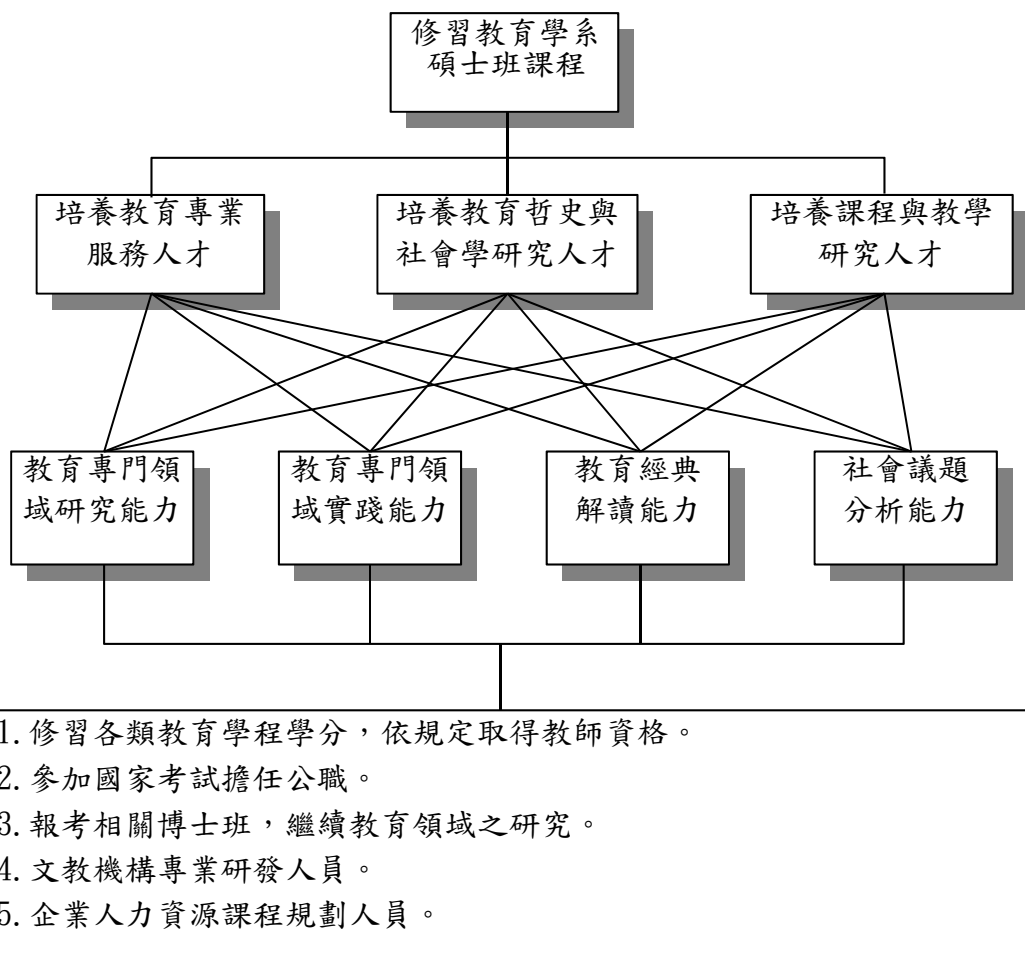 修習教育學系
碩士班課程
培養教育專業
服務人才
培養教育哲史與
社會學研究人才
培養課程與教學
研究人才
教育專門領
域研究能力
教育專門領
域實踐能力
教育經典
解讀能力
社會議題
分析能力
1.修習各類教育學程學分，依規定取得教師資格。
2.參加國家考試擔任公職。
3.報考相關博士班，繼續教育領域之研究。
4.文教機構專業研發人員。
5.企業人力資源課程規劃人員。